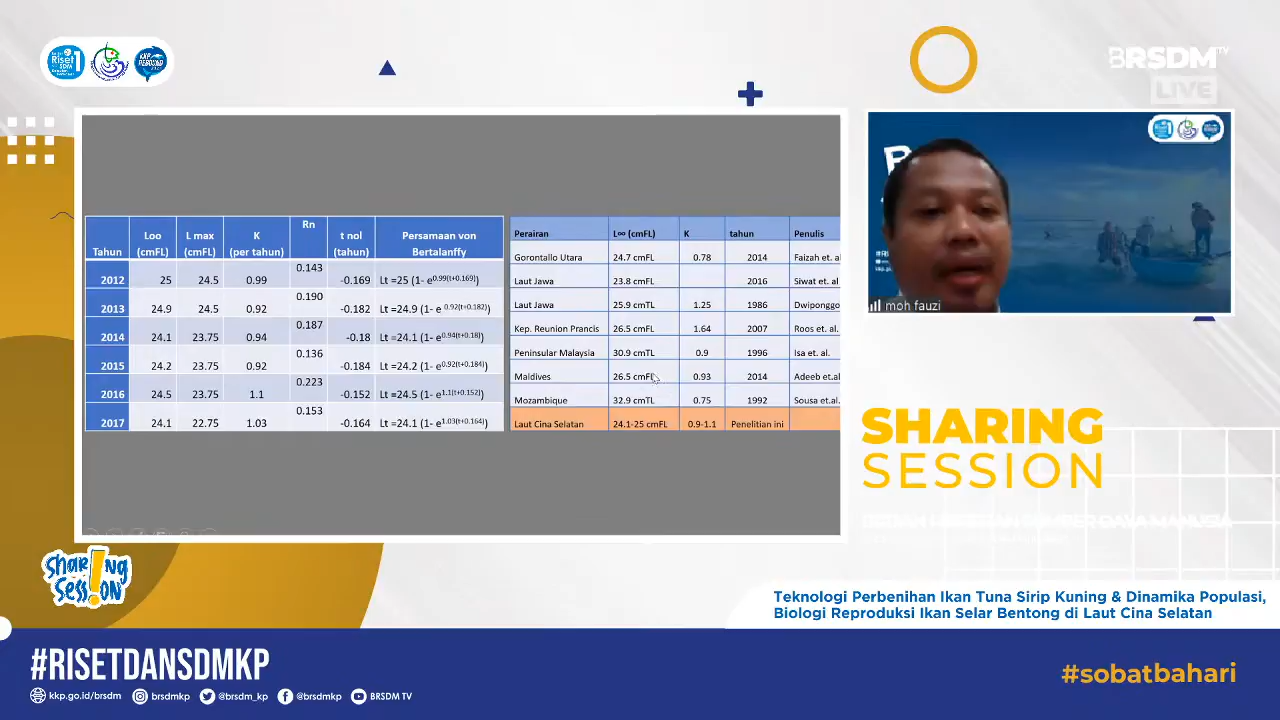 Riset
SDM
KKP
REBOUND
BRSDM TV
LIVE
Tahun Loo (cmFL) L max (cmFL) K (per tahun) Rn t nol (tahun) Persamaan von Bertalanffy
2012 25 24.5 0.99 0.143 -0.169 Lt =25 (1- e0.99(t+0.169))
2013 24.9 24.5 0.92 0.190 -0.182 Lt =24.9 (1- e -0.92(t+0.182))
2014 24.1 23.75 0.94 0.187 -0.18 Lt =24.1 (1- e0.94(t+0.18))
2015 24.2 23.75 0.92 0.136 -0.184 Lt =24.2 (1- e0.92(t+0.184))
2016 24.5 23.75 1.1 0.223 -0.152 Lt =24.5 (1- e1.1(t+0.152))
2017 24.1 22.75 1.03 0.153 -0.164 Lt =24.1 (1- e1.03(t+0.164))
Perairan L∞ (cmFL) K tahun Penulis
Gorontallo Utara 24.7 cmFL 0.78 2014 Faizah et. al
Laut Jawa 23.8 cmFL 2016 Siwat et. al
Laut Jawa 25.9 cmTL 1.25 1986 Dwiponggo
Kep. Reunion Prancis 26.5 cmFL 1.64 2007 Roos et. al.
Peninsular Malaysia 30.9 cmTL 0.9 1996 Isa et. al.
Maldives 26.5 cmFL 0.93 2014 Adeeb et.al
Mozambique 32.9 cmTL 0.75 1992 Sousa et.al.
Laut Cina Selatan 24.1-25 cmFL 0.9-1.1 Penelitian ini
moh fauzi
SHARING
SESSION
Sharing
Session
Teknologi Perbenihan Ikan Tuna Sirip Kuning & Dinamika Populasi,
Biologi Reproduksi Ikan Selar Bentong di Laut Cina Selatan
#RISETDANSDMKP
kkp.go.id/brsdm brsdmkp @brsdm_kp @brsdmkp BRSDM TV
#sobatbahari